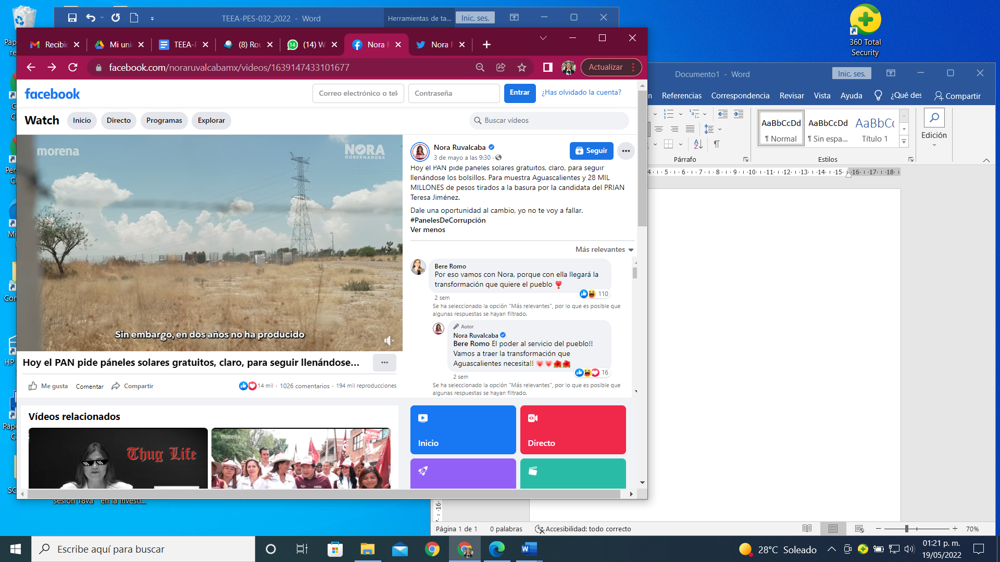 TEEA-PES-032_2022 - Word
Herramientas de ta...
Inic. ses.
360 Total
Security
Recibid
Mi uni
TEEA-P
(8) Rou
(14) W
Nora R
Nora R
facebook.com/noraruvalcabamx/videos/1639147433101677
Actualizar
Documento1 - Word
Inic. ses.
Referencias
Correspondencia
Revisar
Vista
Ayuda
¿Qué des
Compartir
facebook
Correo electrónico o telé
Contraseña
Entrar
¿Has olvidado la cuenta?
Watch
Inicio
Directo
Programas
Explorar
Buscar vídeos
AaBbCcDd
AaBbCcDd
AaBbCc
¶ Normal
¶ Sin espa...
Título 1
Edición
Párrafo
Estilos
4 5 6 7 8 9 10 11 12 13 14 15 16 17 18
morena
NORA
GOBERNADORA
Nora Ruvalcaba
3 de mayo a las 9:30 ·
Seguir
Hoy el PAN pide paneles solares gratuitos, claro, para seguir
llenándose los bolsillos. Para muestra Aguascalientes y 28 MIL
MILLONES de pesos tirados a la basura por la candidata del PRIAN
Teresa Jiménez.
Dale una oportunidad al cambio, yo no te voy a fallar.
#PanelesDeCorrupción
Ver menos
Más relevantes
Bere Romo
Por eso vamos con Nora, porque con ella llegará la
transformación que quiere el pueblo
110
2 sem
Se ha seleccionado la opción "Más relevantes", por lo que es posible que
algunas respuestas se hayan filtrado.
Autor
Nora Ruvalcaba
Bere Romo El poder al servicio del pueblo!!
Vamos a traer la transformación que
Aguascalientes necesita!!
16
2 sem
Se ha seleccionado la opción "Más relevantes", por lo que es posible que
algunas respuestas se hayan filtrado.
Sin embargo, en dos años no ha producido
Hoy el PAN pide páneles solares gratuitos, claro, para seguir llenándose...
Me gusta
Comentar
Compartir
14 mil · 1026 comentarios · 194 mil reproducciones
Vídeos relacionados
Thug Life
morena
Inicio
Directo
sesion 18va
en la investi...
Página 1 de 1
0 palabras
Accesibilidad: todo correcto
70%
Escribe aquí para buscar
28°C Soleado
01:21 p. m.
19/05/2022